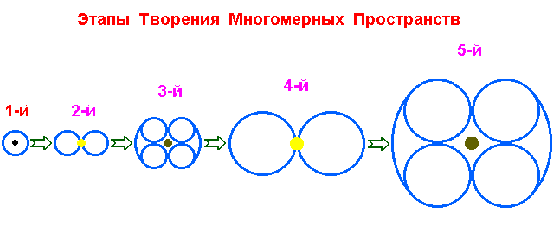 Этапы Творения Многомерных Пространств
1-й
2-й
3-й
4-й
5-й